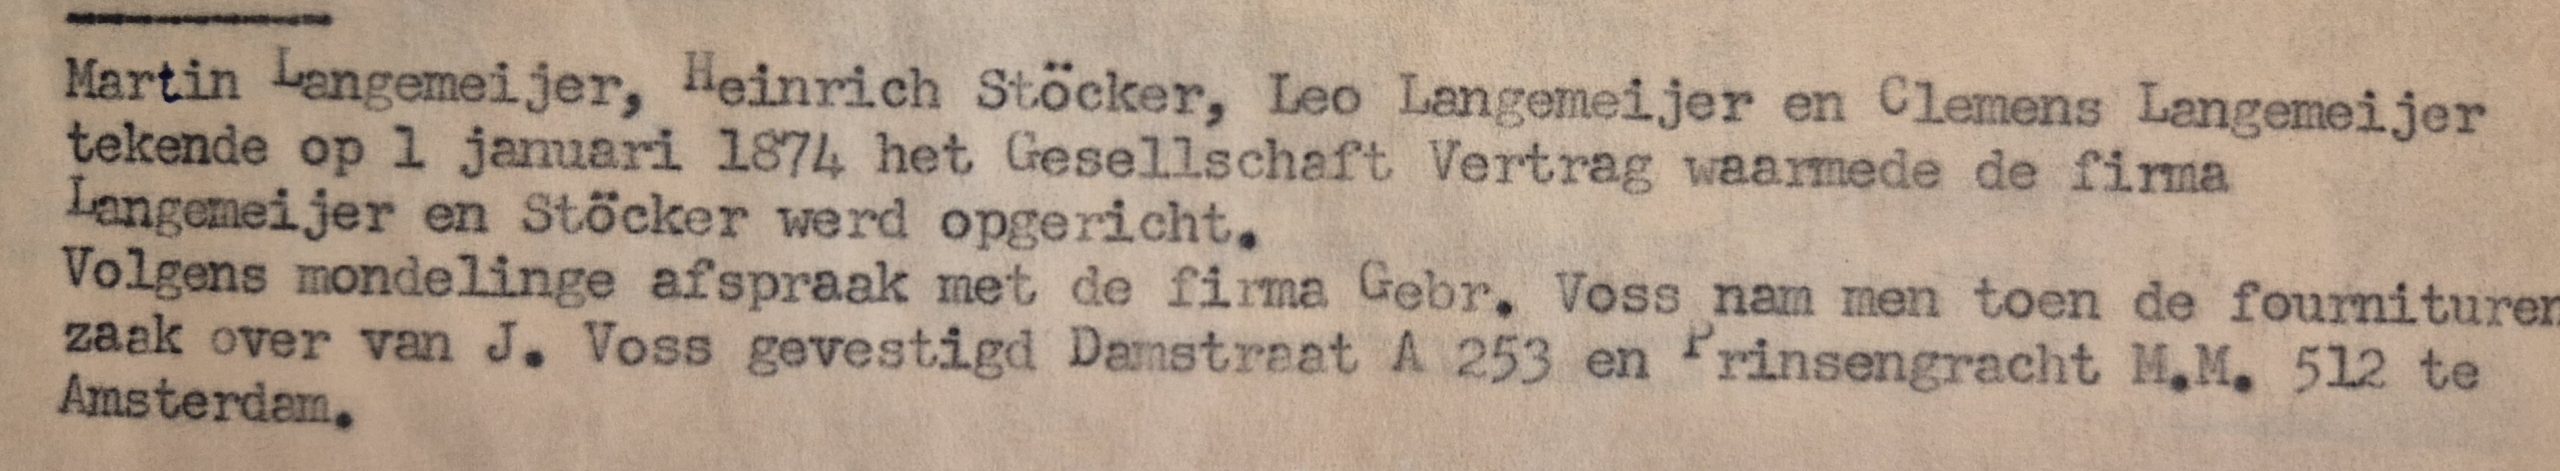 Martin Langemeijer, Heinrich Stöcker, Leo Langemeijer en Clemens Langemeijer
tekende op 1 januari 1874 het Gesellschaft Vertrag waarmede de firma
Langemeijer en Stöcker werd opgericht.
Volgens mondelinge afspraak met de firma Gebr. Voss nam men toen de fournituren
zaak over van J. Voss gevestigd Damstraat A 253 en Prinsengracht M.M. 512 te
Amsterdam.